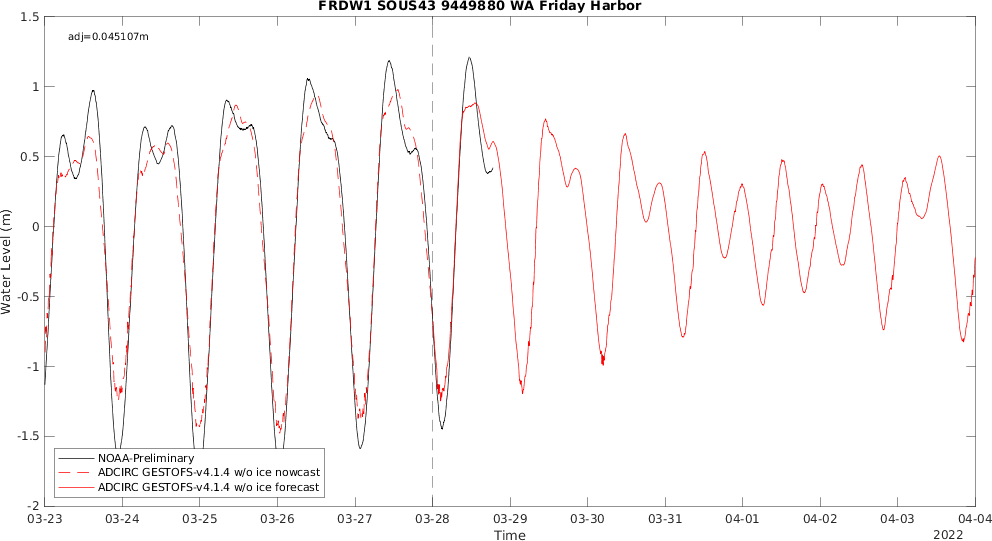 FRDW1 SOUS43 9449880 WA Friday Harbor
adj=0.045107m
1.5
1
0.5
0
-0.5
-1
-1.5
-2
Water Level (m)
NOAA-Preliminary
ADCIRC GESTOFS-v4.1.4 w/o ice nowcast
ADCIRC GESTOFS-v4.1.4 w/o ice forecast
03-23 03-24 03-25 03-26 03-27 03-28 03-29 03-30 03-31 04-01 04-02 04-03 04-04
Time
2022